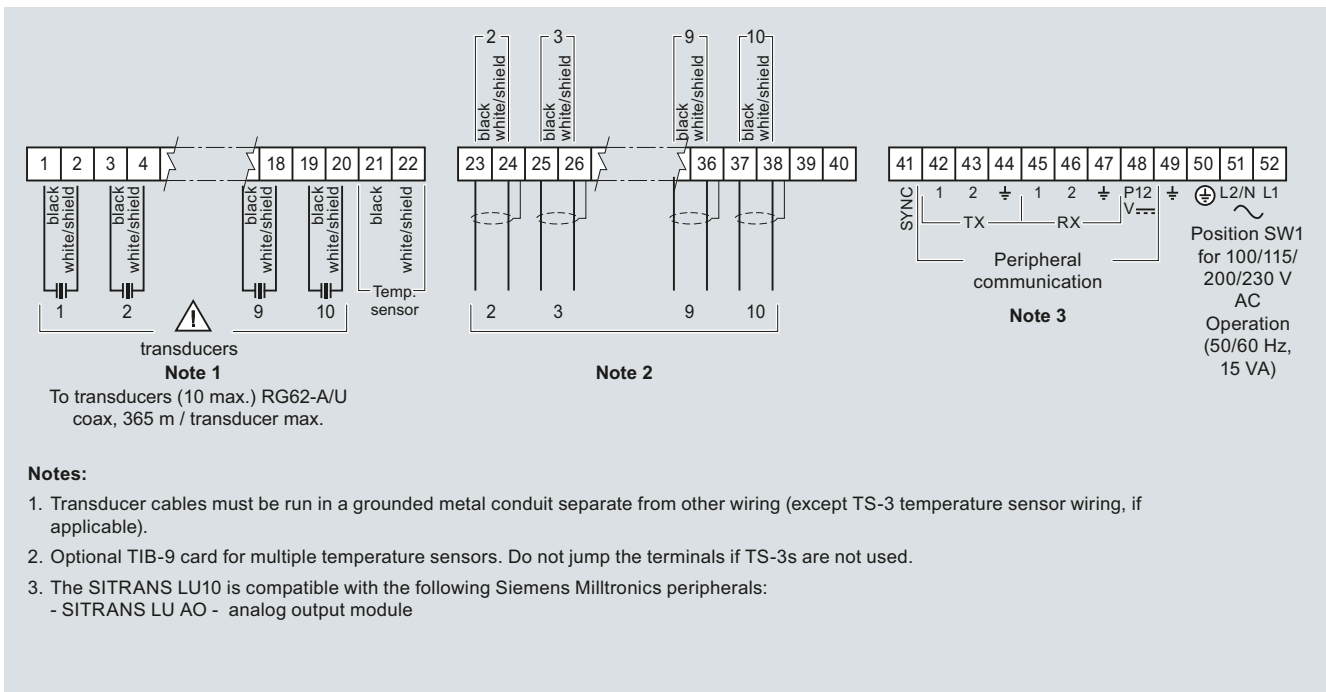 2 3 9 10
black white/shield black white/shield black white/shield black white/shield
1 2 3 4 18 19 20 21 22
23 24 25 26 36 37 38 39 40
41 42 43 44 45 46 47 48 49 50 51 52
black white/shield black white/shield black white/shield black white/shield black white/shield
SYNC 1 2 1 2 P12 L2/N L1
V
TX RX
Temp.
sensor
1 2 9 10
2 3 9 10
transducers
Note 1
To transducers (10 max.) RG62-A/U
coax, 365 m / transducer max.
Note 2
Peripheral
communication
Note 3
Position SW1
for 100/115/
200/230 V
AC
Operation
(50/60 Hz,
15 VA)
Notes:
1. Transducer cables must be run in a grounded metal conduit separate from other wiring (except TS-3 temperature sensor wiring, if
applicable).
2. Optional TIB-9 card for multiple temperature sensors. Do not jump the terminals if TS-3s are not used.
3. The SITRANS LU10 is compatible with the following Siemens Milltronics peripherals:
- SITRANS LU AO - analog output module